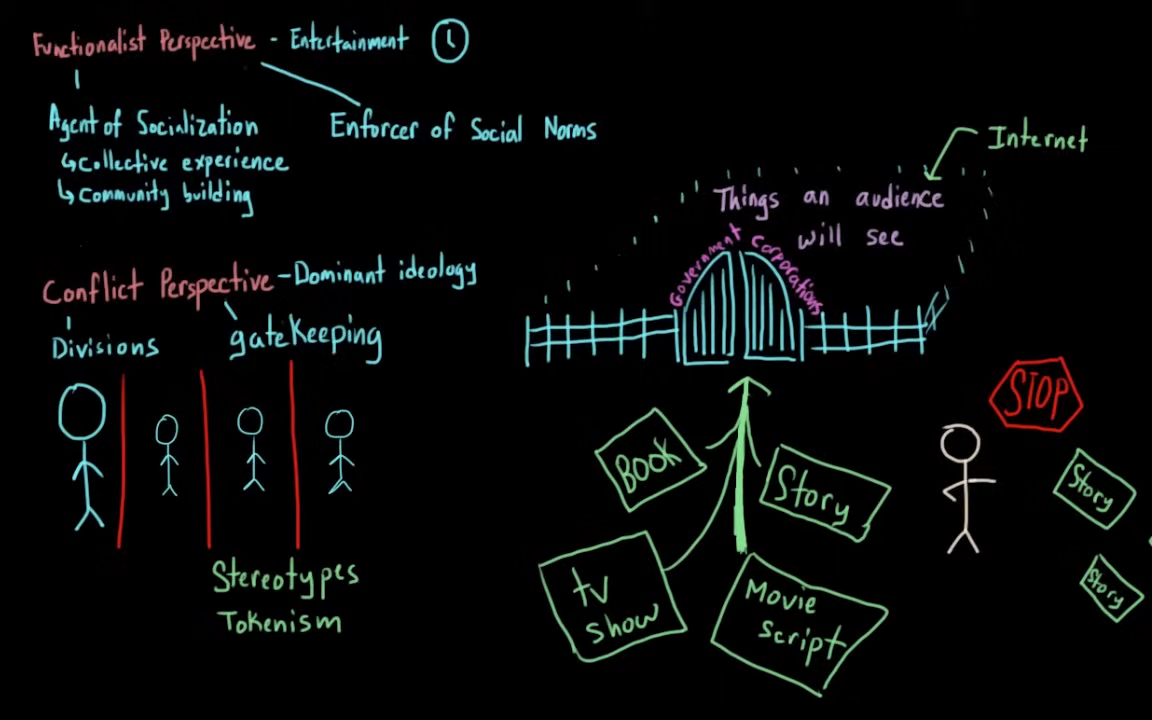 Functionalist Perspective - Entertainment
Agent of Socialization
↳ collective experience
↳ Community building
Enforcer of Social Norms
Conflict Perspective - Dominant ideology
Divisions
gatekeeping
Stereotypes
Tokenism
Internet
Things an audience
will see
Government
Corporations
STOP
Book
Story
tv
show
Movie
script
Story
Story